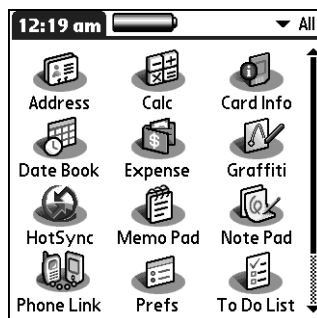 12:19 am All
Address Calc Card Info
Date Book Expense Graffiti
HotSync Memo Pad Note Pad
Phone Link Prefs To Do List